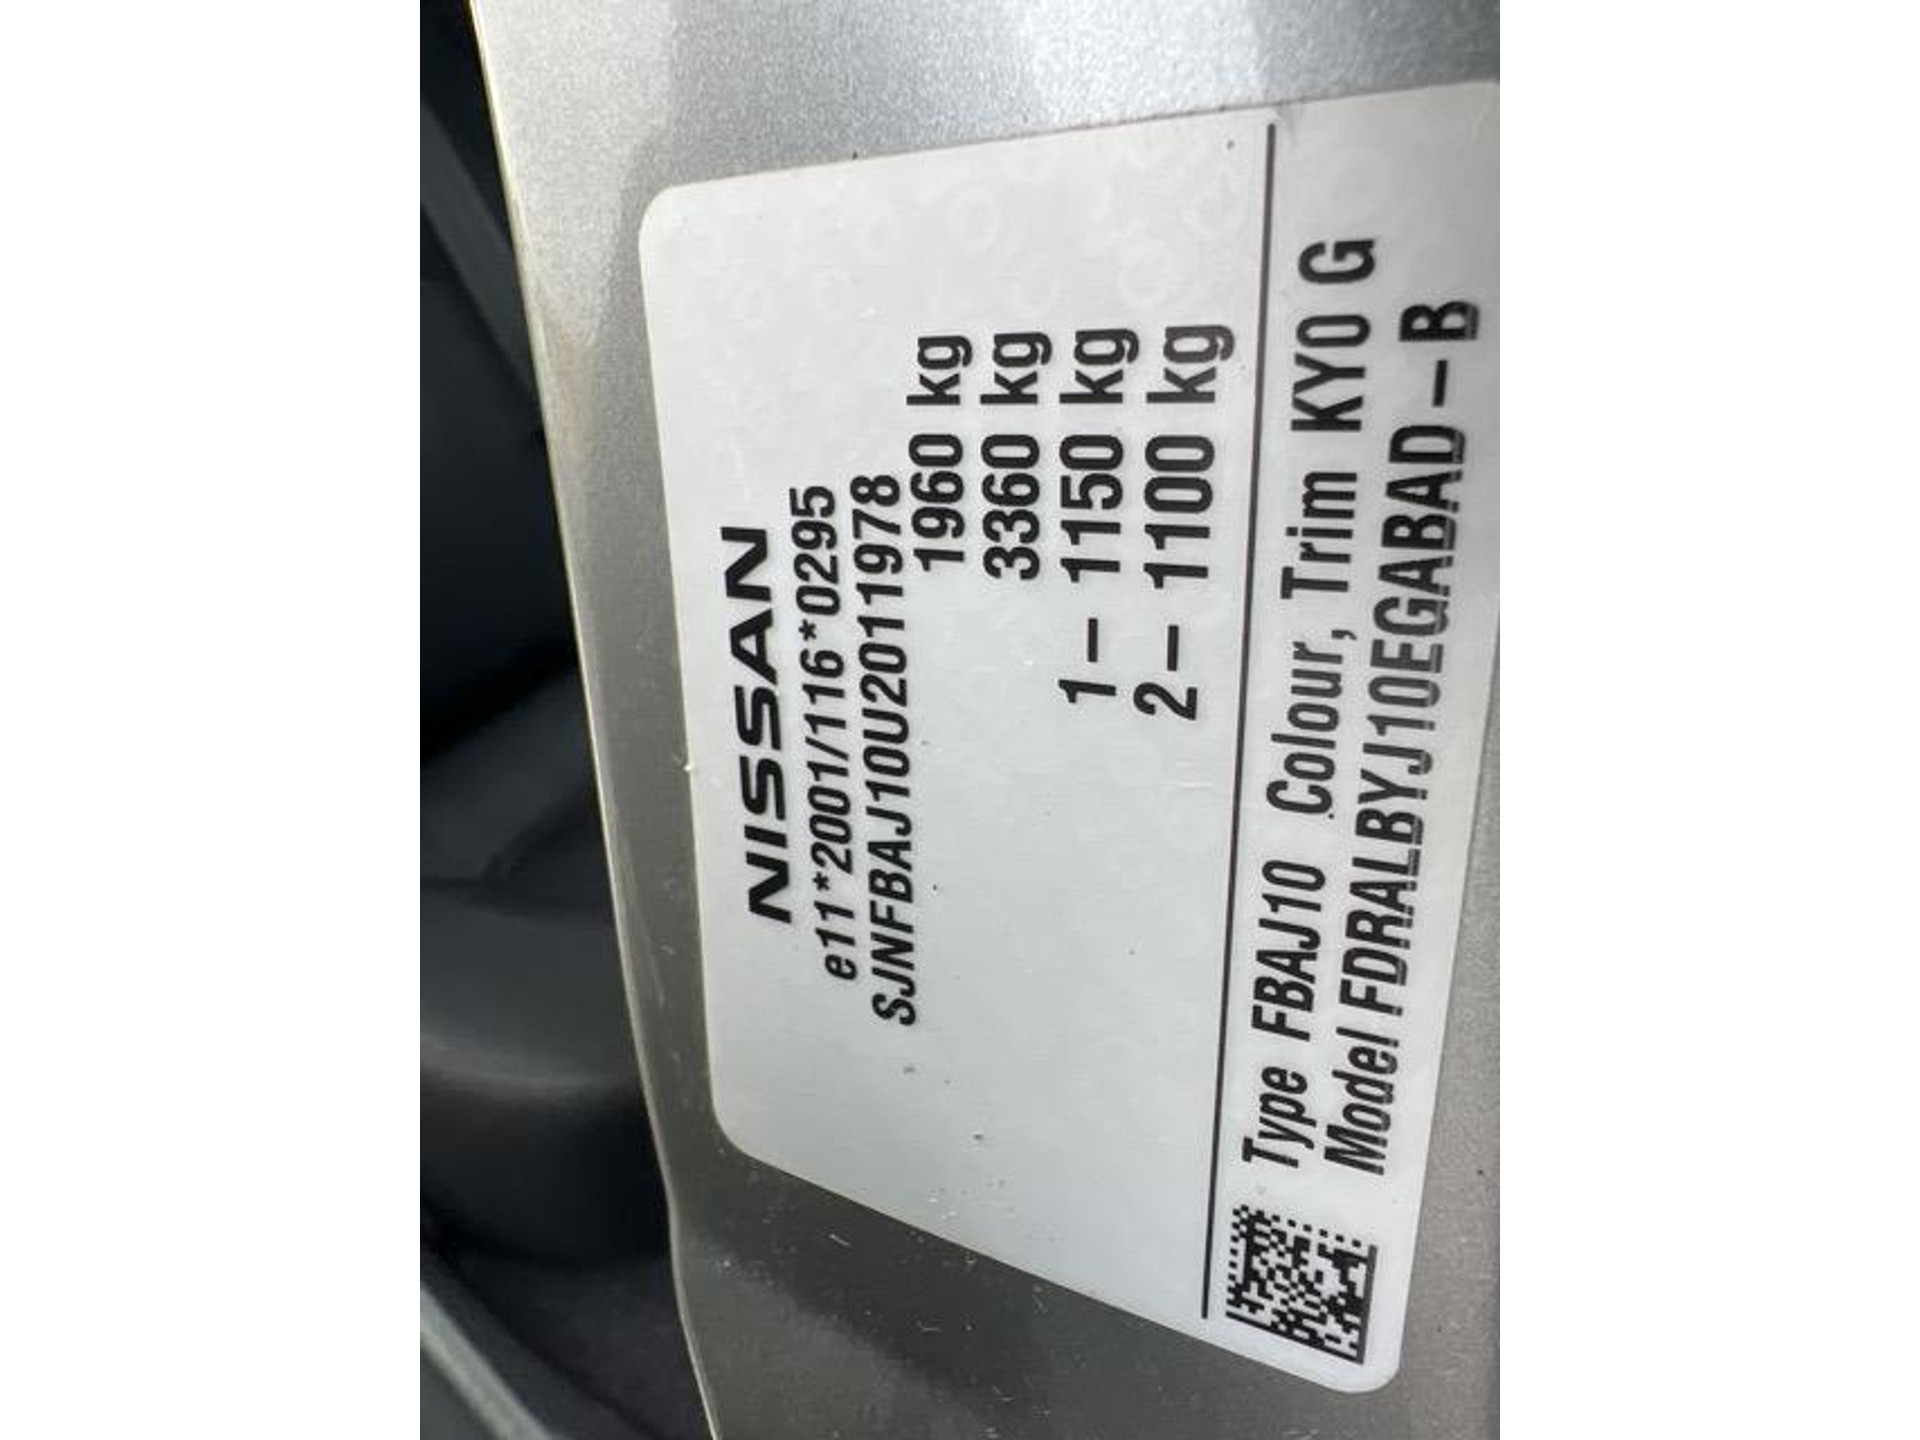 NISSAN
e11*2001/116*0295
SJNFBAJ10U2011978
1960 kg
3360 kg
1– 1150 kg
2– 1100 kg
Type FBAJ10 Colour, Trim KY0 G
Model FDRALBYJ10EGABAD–B